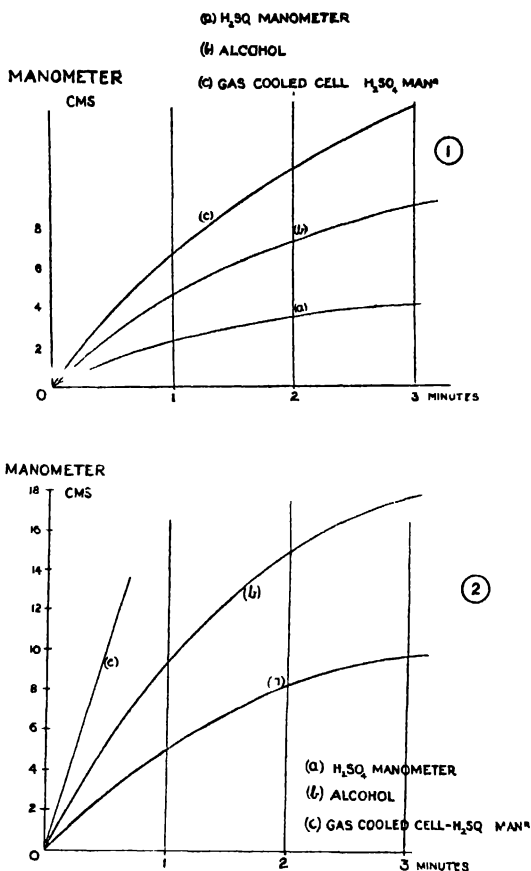 (a) H₂SO MANOMETER
(b) ALCOHOL
(c) GAS COOLED CELL H₂SO₄ MANᴿ
MANOMETER
CMS
1
(c)
(b)
(a)
8
6
4
2
0
1
2
3 MINUTES
MANOMETER
CMS
18
16
14
12
10
8
6
4
2
0
2
(c)
(b)
(a) H₂SO₄ MANOMETER
(b) ALCOHOL
(c) GAS COOLED CELL-H₂SO MANᴿ
1
2
3 MINUTES